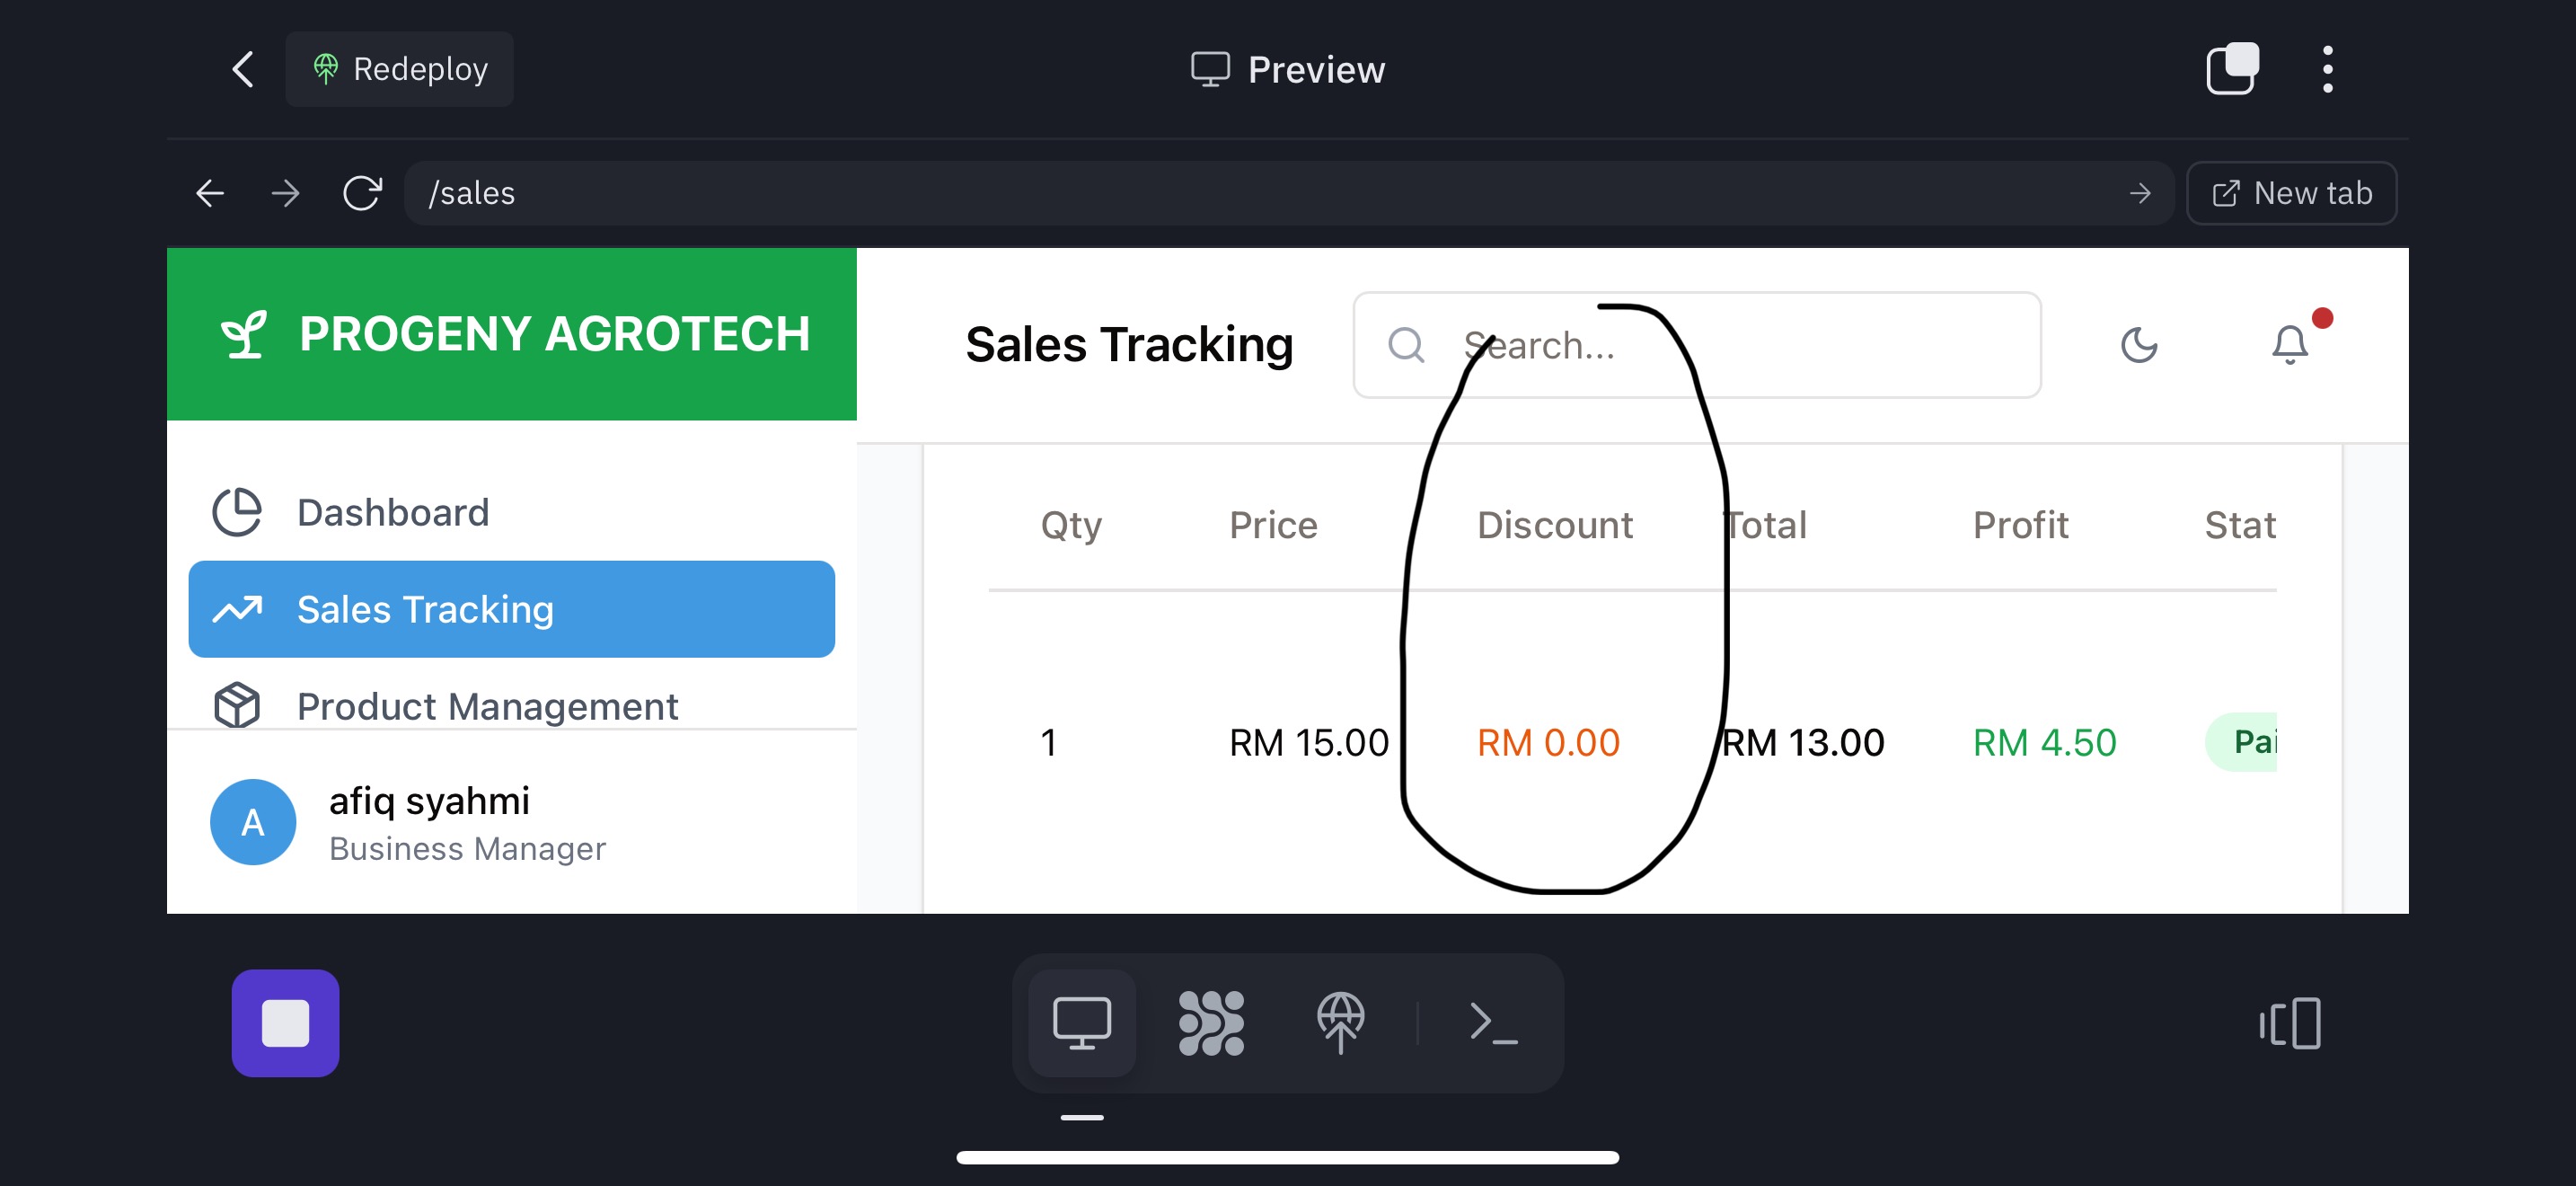 Redeploy
Preview
/sales
New tab
PROGENY AGROTECH
Sales Tracking
Search...
Dashboard
Sales Tracking
Product Management
A
afiq syahmi
Business Manager
Qty Price Discount Total Profit Stat
1 RM 15.00 RM 0.00 RM 13.00 RM 4.50 Pai